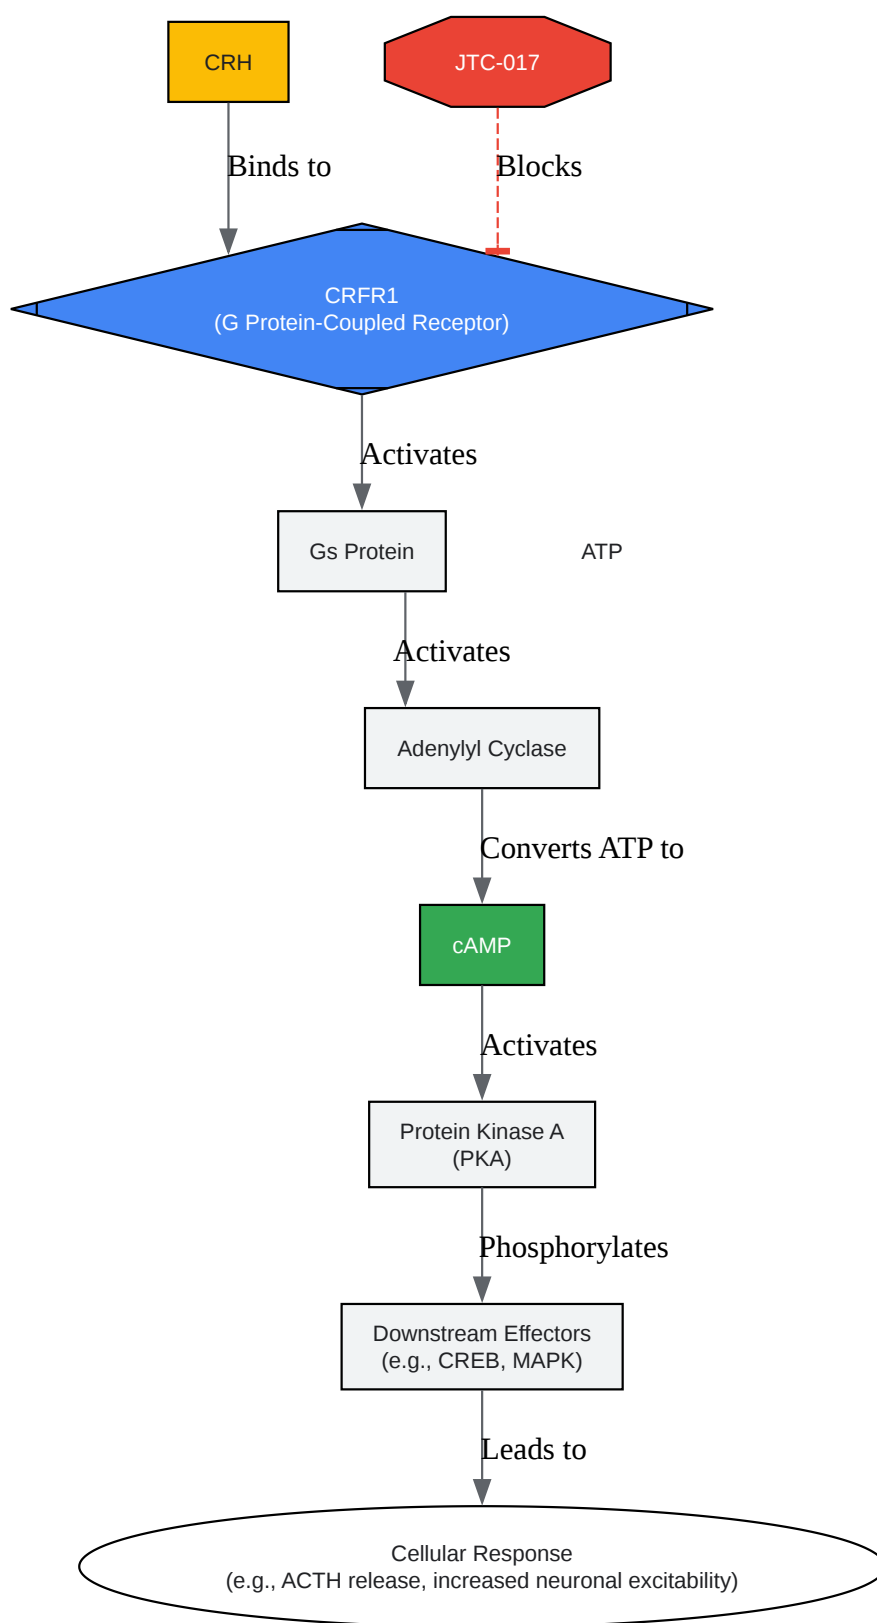 CRH
JTC-017
Binds to
Blocks
CRFR1
(G Protein-Coupled Receptor)
Activates
Gs Protein
ATP
Activates
Adenylyl Cyclase
Converts ATP to
cAMP
Activates
Protein Kinase A
(PKA)
Phosphorylates
Downstream Effectors
(e.g., CREB, MAPK)
Leads to
Cellular Response
(e.g., ACTH release, increased neuronal excitability)